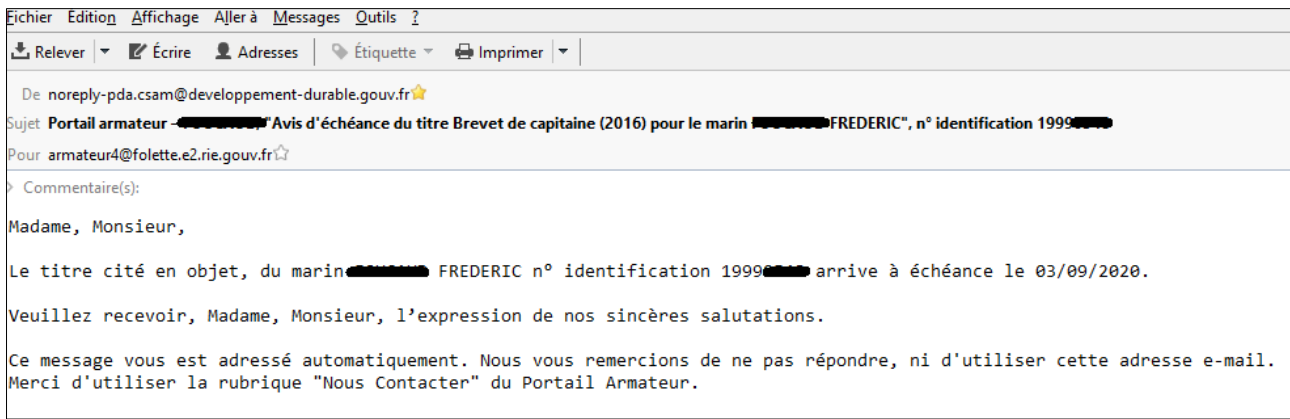 Fichier Edition Affichage Aller à Messages Outils ?
Relever Écrire Adresses Étiquette Imprimer
De noreply-pda.csam@developpement-durable.gouv.fr
Sujet Portail armateur - "Avis d'échéance du titre Brevet de capitaine (2016) pour le marin FREDERIC", n° identification 1999
Pour armateur4@folette.e2.rie.gouv.fr
Commentaire(s):
Madame, Monsieur,
Le titre cité en objet, du marin FREDERIC n° identification 1999 arrive à échéance le 03/09/2020.
Veuillez recevoir, Madame, Monsieur, l’expression de nos sincères salutations.
Ce message vous est adressé automatiquement. Nous vous remercions de ne pas répondre, ni d'utiliser cette adresse e-mail.
Merci d'utiliser la rubrique "Nous Contacter" du Portail Armateur.